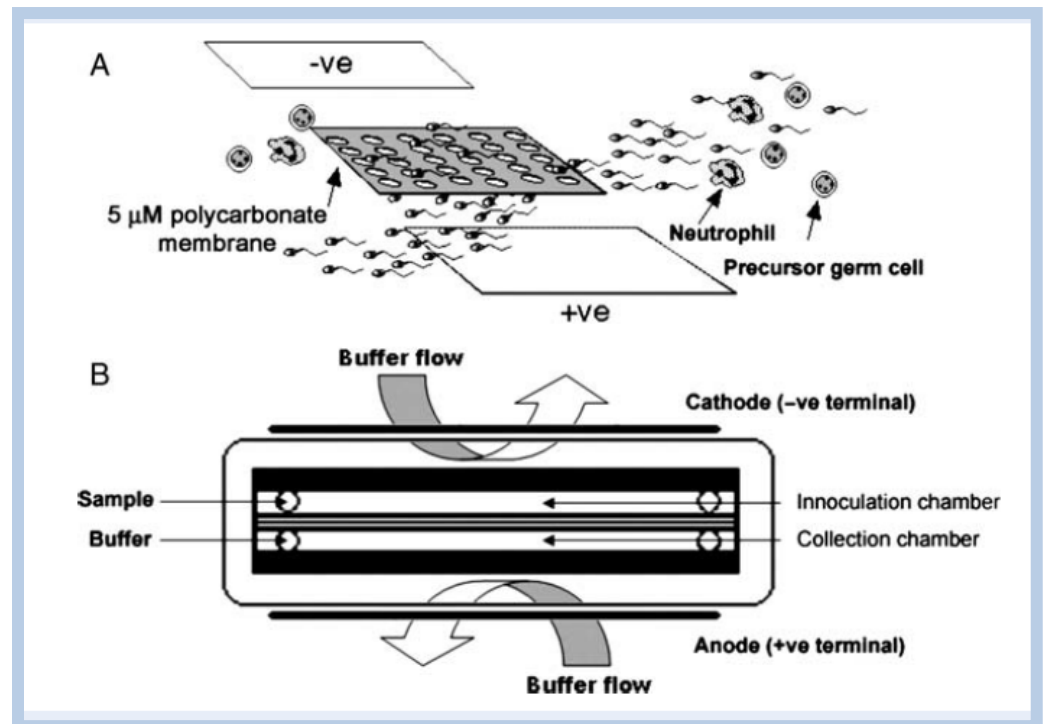 A
-ve
5 µM polycarbonate
membrane
Neutrophil
Precursor germ cell
+ve
B
Buffer flow
Cathode (–ve terminal)
Sample
Innoculation chamber
Buffer
Collection chamber
Anode (+ve terminal)
Buffer flow